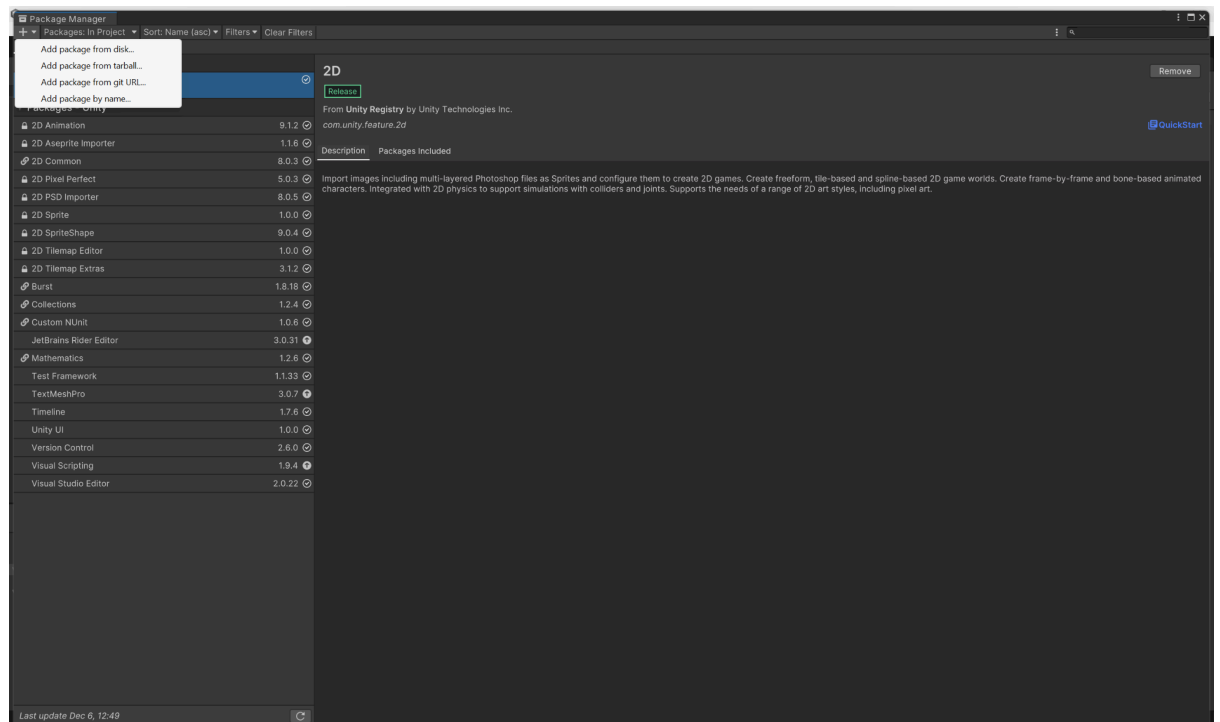 Package Manager
Packages: In Project Sort: Name (asc) Filters Clear Filters
Add package from disk...
Add package from tarball...
Add package from git URL...
Add package by name...
Packages - Unity
2D Animation 9.1.2
2D Aseprite Importer 1.1.6
2D Common 8.0.3
2D Pixel Perfect 5.0.3
2D PSD Importer 8.0.5
2D Sprite 1.0.0
2D SpriteShape 9.0.4
2D Tilemap Editor 1.0.0
2D Tilemap Extras 3.1.2
Burst 1.8.18
Collections 1.2.4
Custom NUnit 1.0.6
JetBrains Rider Editor 3.0.31
Mathematics 1.2.6
Test Framework 1.1.33
TextMeshPro 3.0.7
Timeline 1.7.6
Unity UI 1.0.0
Version Control 2.6.0
Visual Scripting 1.9.4
Visual Studio Editor 2.0.22
Last update Dec 6, 12:49
2D
Remove
Release
From Unity Registry by Unity Technologies Inc.
com.unity.feature.2d
QuickStart
Description Packages Included
Import images including multi-layered Photoshop files as Sprites and configure them to create 2D games. Create freeform, tile-based and spline-based 2D game worlds. Create frame-by-frame and bone-based animated
characters. Integrated with 2D physics to support simulations with colliders and joints. Supports the needs of a range of 2D art styles, including pixel art.